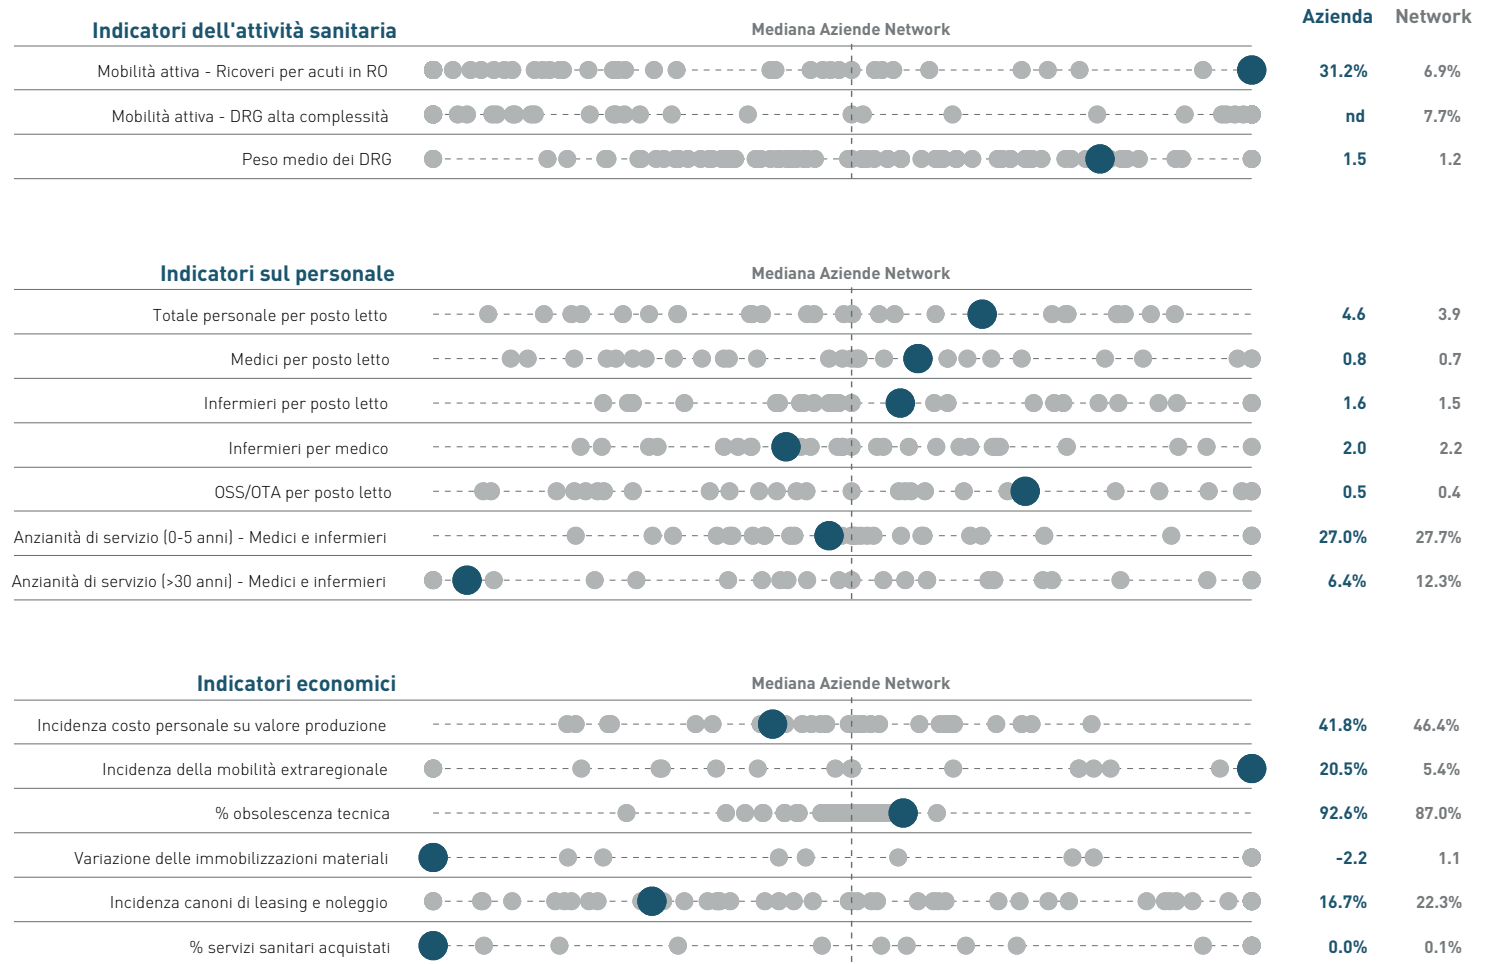 Azienda Network
Indicatori dell'attività sanitaria Mediana Aziende Network
Mobilità attiva - Ricoveri per acuti in RO 31.2% 6.9%
Mobilità attiva - DRG alta complessità nd 7.7%
Peso medio dei DRG 1.5 1.2
Indicatori sul personale Mediana Aziende Network
Totale personale per posto letto 4.6 3.9
Medici per posto letto 0.8 0.7
Infermieri per posto letto 1.6 1.5
Infermieri per medico 2.0 2.2
OSS/OTA per posto letto 0.5 0.4
Anzianità di servizio (0-5 anni) - Medici e infermieri 27.0% 27.7%
Anzianità di servizio (>30 anni) - Medici e infermieri 6.4% 12.3%
Indicatori economici Mediana Aziende Network
Incidenza costo personale su valore produzione 41.8% 46.4%
Incidenza della mobilità extraregionale 20.5% 5.4%
% obsolescenza tecnica 92.6% 87.0%
Variazione delle immobilizzazioni materiali -2.2 1.1
Incidenza canoni di leasing e noleggio 16.7% 22.3%
% servizi sanitari acquistati 0.0% 0.1%